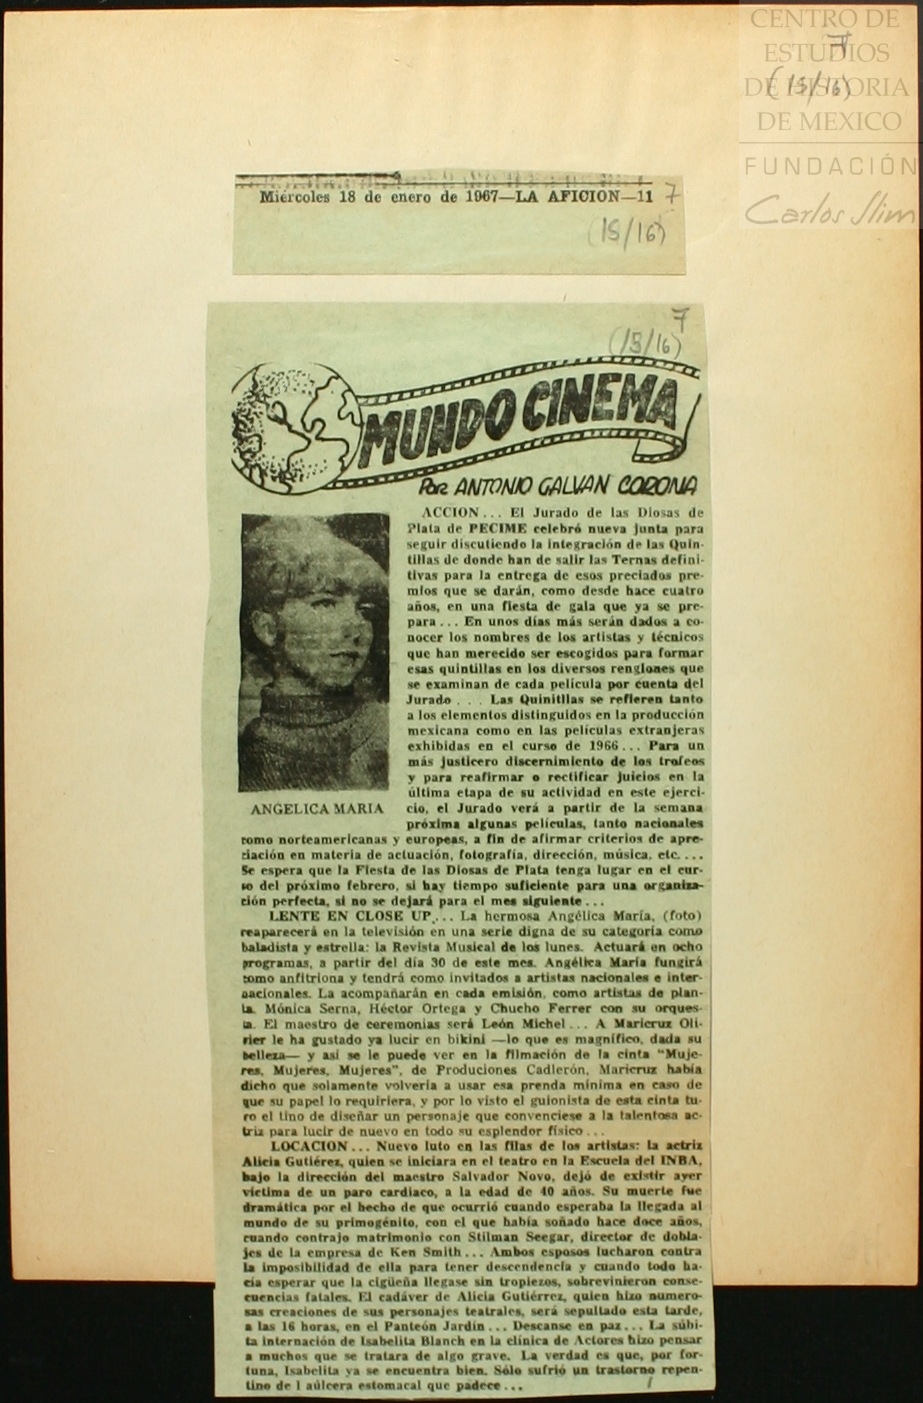 CENTRO DE
ESTUDIOS
DE HISTORIA
DE MEXICO
FUNDACIÓN
Carlos Slim
7
(15/16)
Miércoles 18 de enero de 1967—LA AFICION—11 7
(15/16)
7
(15/16)
MUNDO CINEMA
Por ANTONIO GALVAN CORONA
ACCION... El Jurado de las Diosas de
Plata de PECIME celebró nueva junta para
seguir discutiendo la integración de las Quin-
tillas de donde han de salir las Ternas defini-
tivas para la entrega de esos preciados pre-
mios que se darán, como desde hace cuatro
años, en una fiesta de gala que ya se pre-
para... En unos días más serán dados a co-
nocer los nombres de los artistas y técnicos
que han merecido ser escogidos para formar
esas quintillas en los diversos renglones que
se examinan de cada película por cuenta del
Jurado . . . Las Quinitllas se refieren tanto
a los elementos distinguidos en la producción
mexicana como en las películas extranjeras
exhibidas en el curso de 1966... Para un
más justicero discernimiento de los trofeos
y para reafirmar o rectificar juicios en la
última etapa de su actividad en este ejerci-
cio, el Jurado verá a partir de la semana
próxima algunas películas, tanto nacionales
ANGELICA MARIA
como norteamericanas y europeas, a fin de afirmar criterios de apre-
ciación en materia de actuación, fotografía, dirección, música, etc....
Se espera que la Fiesta de las Diosas de Plata tenga lugar en el cur-
so del próximo febrero, si hay tiempo suficiente para una organiza-
ción perfecta, si no se dejará para el mes siguiente...
LENTE EN CLOSE UP... La hermosa Angélica María, (foto)
reaparecerá en la televisión en una serie digna de su categoría como
baladista y estrella: la Revista Musical de los lunes. Actuará en ocho
programas, a partir del día 30 de este mes. Angélica María fungirá
como anfitriona y tendrá como invitados a artistas nacionales e inter-
nacionales. La acompañarán en cada emisión, como artistas de plan-
ta, Mónica Serna, Héctor Ortega y Chucho Ferrer con su orques-
ta. El maestro de ceremonias será León Michel... A Maricruz Oli-
rier le ha gustado ya lucir en bikini —lo que es magnífico, dada su
belleza— y así se le puede ver en la filmación de la cinta "Muje-
res, Mujeres, Mujeres", de Produciones Cadlerón. Maricruz había
dicho que solamente volvería a usar esa prenda mínima en caso de
que su papel lo requiriera, y por lo visto el guionista de esta cinta tu-
ro el tino de diseñar un personaje que convenciese a la talentosa ac-
triz para lucir de nuevo en todo su esplendor físico...
LOCACION... Nuevo luto en las filas de los artistas: la actriz
Alicia Gutiérez, quien se iniciara en el teatro en la Escuela del INBA,
bajo la dirección del maestro Salvador Novo, dejó de existir ayer
víctima de un paro cardíaco, a la edad de 40 años. Su muerte fue
dramática por el hecho de que ocurrió cuando esperaba la llegada al
mundo de su primogénito, con el que había soñado hace doce años,
cuando contrajo matrimonio con Stilman Seegar, director de dobla-
jes de la empresa de Ken Smith... Ambos esposos lucharon contra
la imposibilidad de ella para tener descendencia y cuando todo ha-
cía esperar que la cigüeña llegase sin tropiezos, sobrevinieron conse-
cuencias fatales. El cadáver de Alicia Gutiérrez, quien hizo numero-
sas creaciones de sus personajes teatrales, será sepultado esta tarde,
a las 16 horas, en el Panteón Jardín... Descanse en paz... La súbi-
ta internación de Isabelita Blanch en la clínica de Actores hizo pensar
a muchos que se tratara de algo grave. La verdad es que, por for-
tuna, Isabelita ya se encuentra bien. Sólo sufrió un trastorno repen-
tino de l aúlcera estomacal que padece...